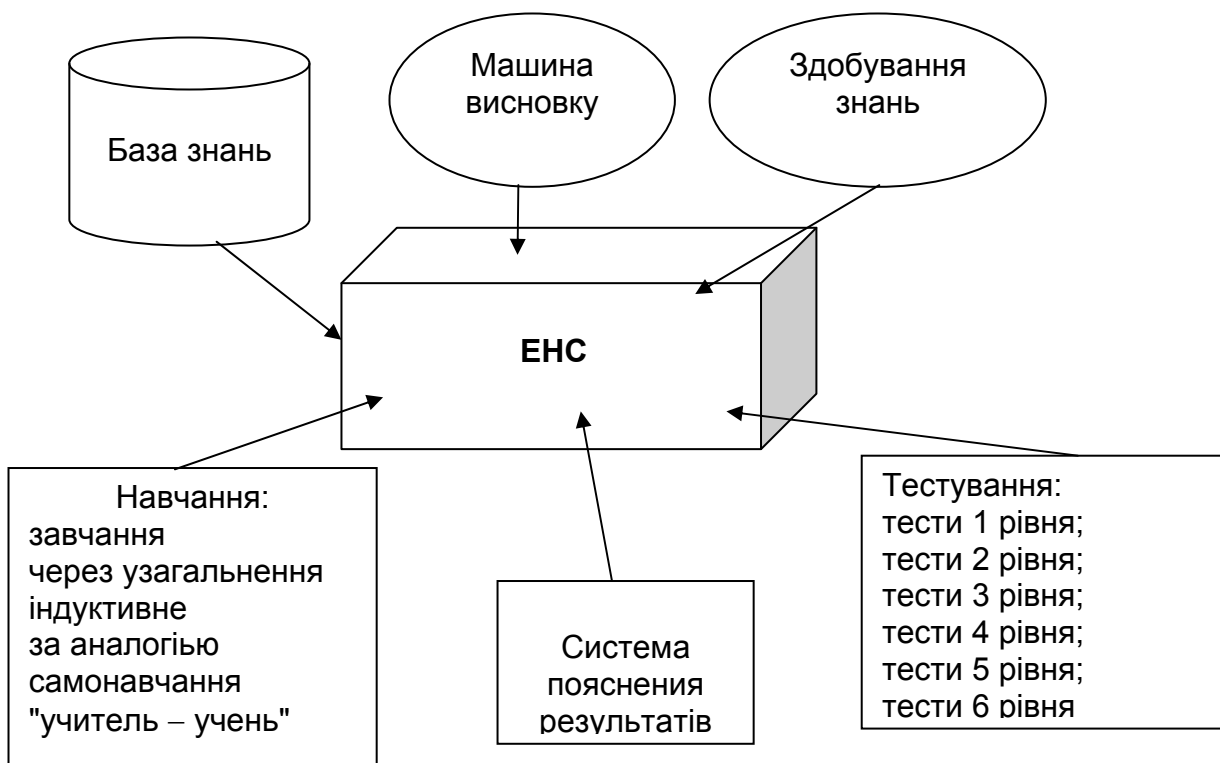 База знань
Машина
висновку
Здобування
знань
ЕНС
Навчання:
завчання
через узагальнення
індуктивне
за аналогією
самонавчання
"учитель – учень"
Система
пояснення
результатів
Тестування:
тести 1 рівня;
тести 2 рівня;
тести 3 рівня;
тести 4 рівня;
тести 5 рівня;
тести 6 рівня